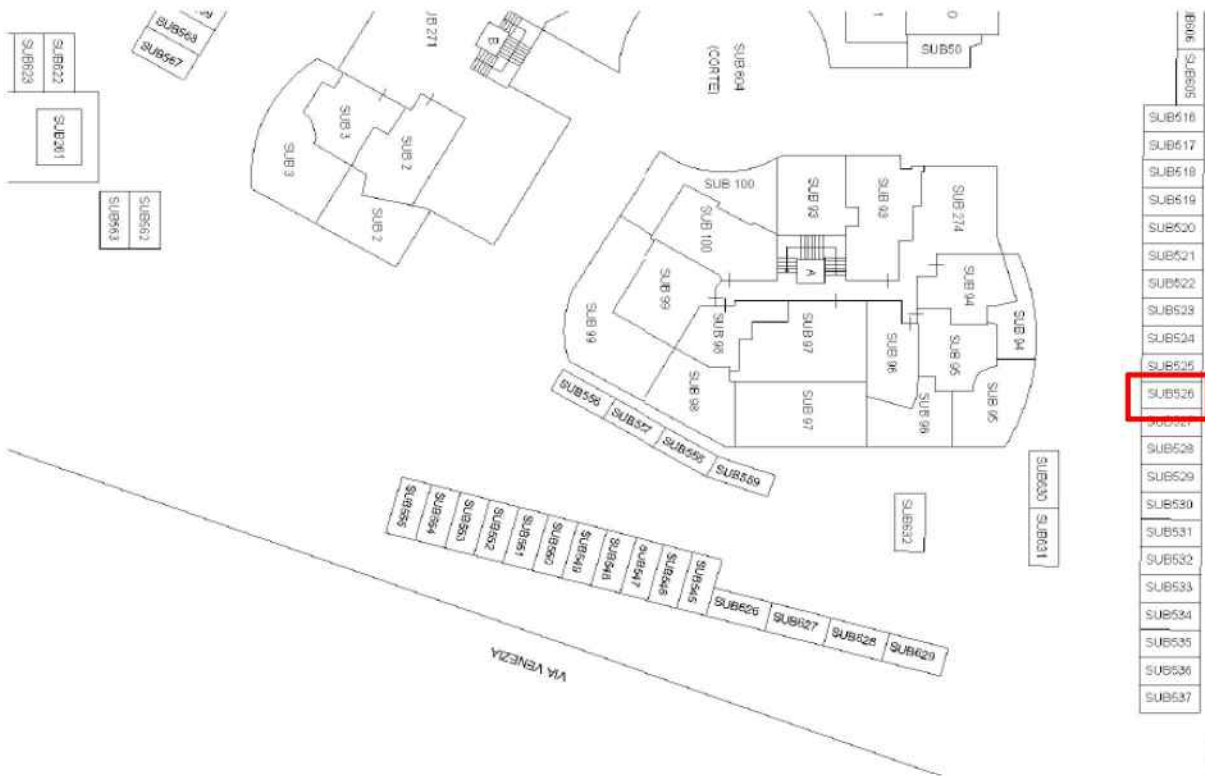 SUB568
SUB567
SUB623
SUB622
SUB261
SUB563
SUB562
SUB 271
B
SUB 3
SUB 3
SUB 2
SUB 2
SUB 604
(CORTE)
SUB50
SUB606
SUB605
SUB 100
SUB 100
SUB 93
SUB 93
SUB 274
A
SUB 99
SUB 99
SUB 98
SUB 98
SUB 97
SUB 97
SUB 96
SUB 96
SUB 94
SUB 94
SUB 95
SUB 95
SUB556
SUB557
SUB558
SUB559
SUB555
SUB554
SUB553
SUB552
SUB551
SUB550
SUB549
SUB548
SUB547
SUB546
SUB545
SUB626
SUB627
SUB628
SUB629
SUB630
SUB631
SUB632
VIA VENEZIA
SUB516
SUB517
SUB518
SUB519
SUB520
SUB521
SUB522
SUB523
SUB524
SUB525
SUB526
SUB527
SUB528
SUB529
SUB530
SUB531
SUB532
SUB533
SUB534
SUB535
SUB536
SUB537